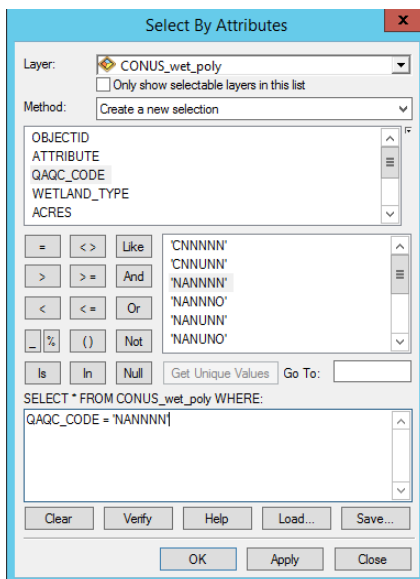 Select By Attributes
x
Layer: CONUS_wet_poly
Only show selectable layers in this list
Method: Create a new selection
OBJECTID
ATTRIBUTE
QAQC_CODE
WETLAND_TYPE
ACRES
= < > Like
> > = And
< < = Or
_ % () Not
Is In Null
'CNNNNN'
'CNNUNN'
'NANNNN'
'NANNNO'
'NANUNN'
'NANUNO'
Get Unique Values Go To:
SELECT * FROM CONUS_wet_poly WHERE:
QAQC_CODE = 'NANNNN'
Clear Verify Help Load... Save...
OK Apply Close